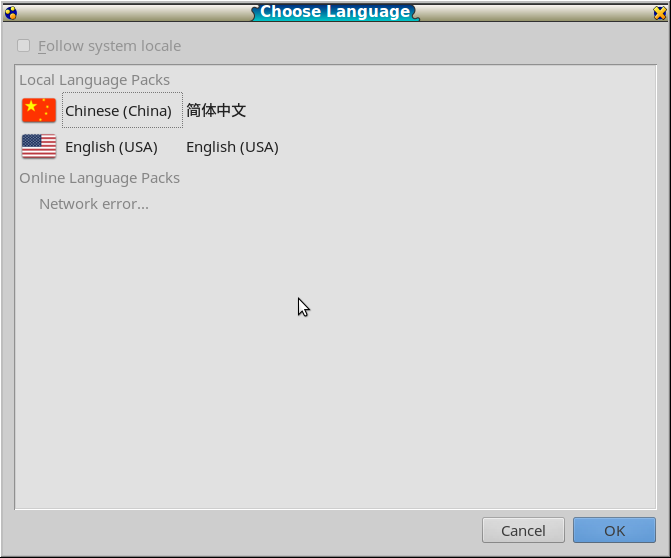 Choose Language
Follow system locale
Local Language Packs
Chinese (China) 简体中文
English (USA) English (USA)
Online Language Packs
Network error...
Cancel OK